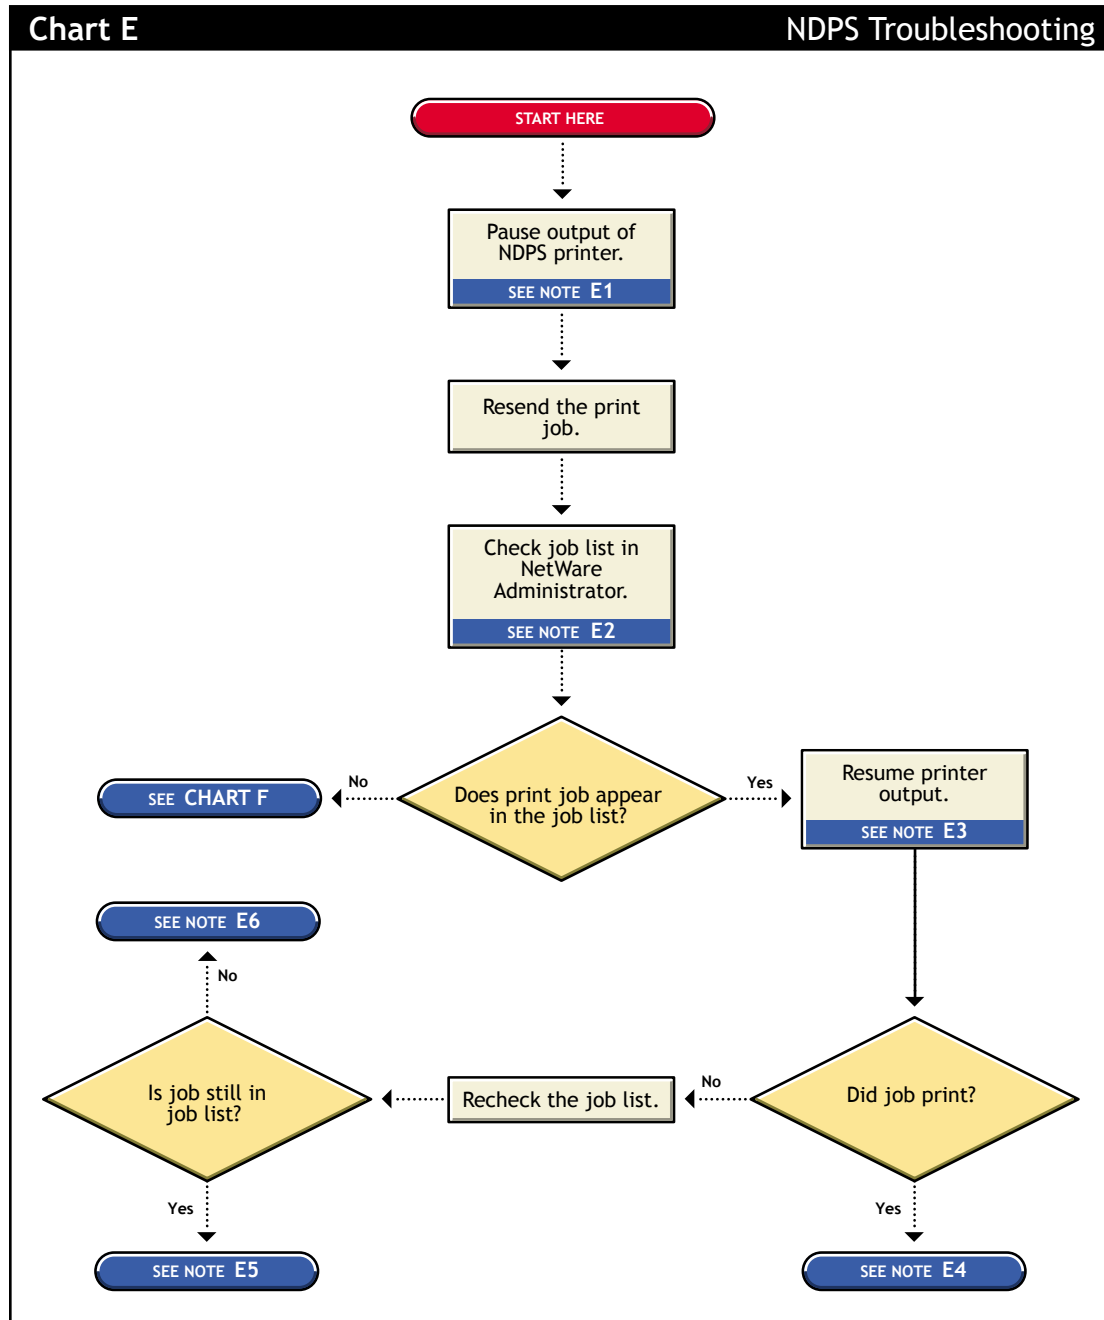 Chart E
NDPS Troubleshooting
START HERE
Pause output of
NDPS printer.
SEE NOTE E1
Resend the print
job.
Check job list in
NetWare
Administrator.
SEE NOTE E2
Does print job appear
in the job list?
No
SEE CHART F
Yes
Resume printer
output.
SEE NOTE E3
Did job print?
Yes
SEE NOTE E4
No
Recheck the job list.
Is job still in
job list?
No
SEE NOTE E6
Yes
SEE NOTE E5